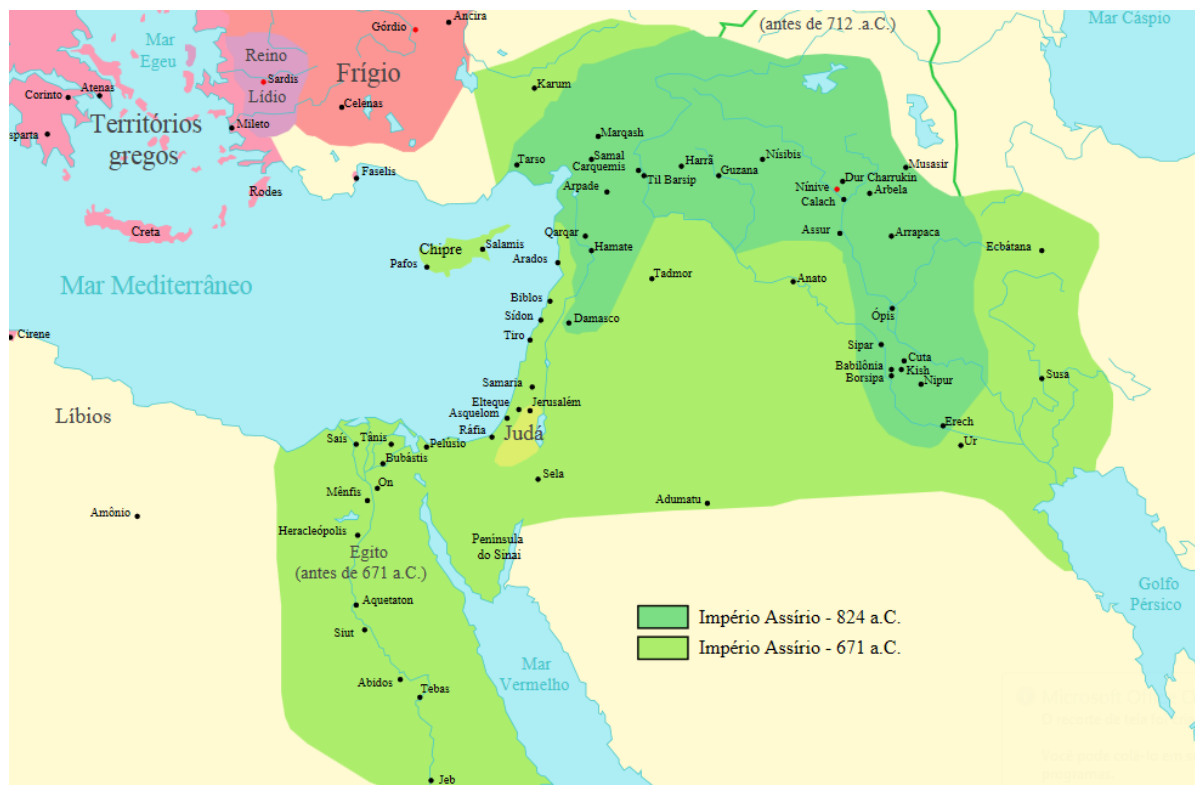 Ancira
Górdio
(antes de 712 .a.C.)
Mar Cáspio
Mar
Egeu
Reino
Sardis
Lídio
Frígio
Karum
Corinto
Atenas
Celenas
Territórios
gregos
Mileto
sparta
Marqash
Samal
Carquemis
Tarso
Harrã
Nísibis
Musasir
Til Barsip
Guzana
Dur Charrukin
Nínive
Arbela
Calach
Faselis
Rodes
Arpade
Creta
Qarqar
Hamate
Assur
Arrapaca
Chipre
Salamis
Pafos
Arados
Ecbátana
Mar Mediterrâneo
Tadmor
Anato
Biblos
Sídon
Damasco
Ópis
Tiro
Cirene
Sipar
Cuta
Babilônia
Kish
Borsipa
Nipur
Susa
Samaria
Elteque
Jerusalém
Asquelom
Líbios
Ráfia
Judá
Erech
Ur
Saís
Tânis
Pelúsio
Bubástis
Sela
On
Mênfis
Adumatu
Amônio
Heracleópolis
Península
do Sinai
Egito
(antes de 671 a.C.)
Golfo
Pérsico
Aquetaton
Império Assírio - 824 a.C.
Siut
Império Assírio - 671 a.C.
Mar
Vermelho
Abidos
Tebas
Jeb